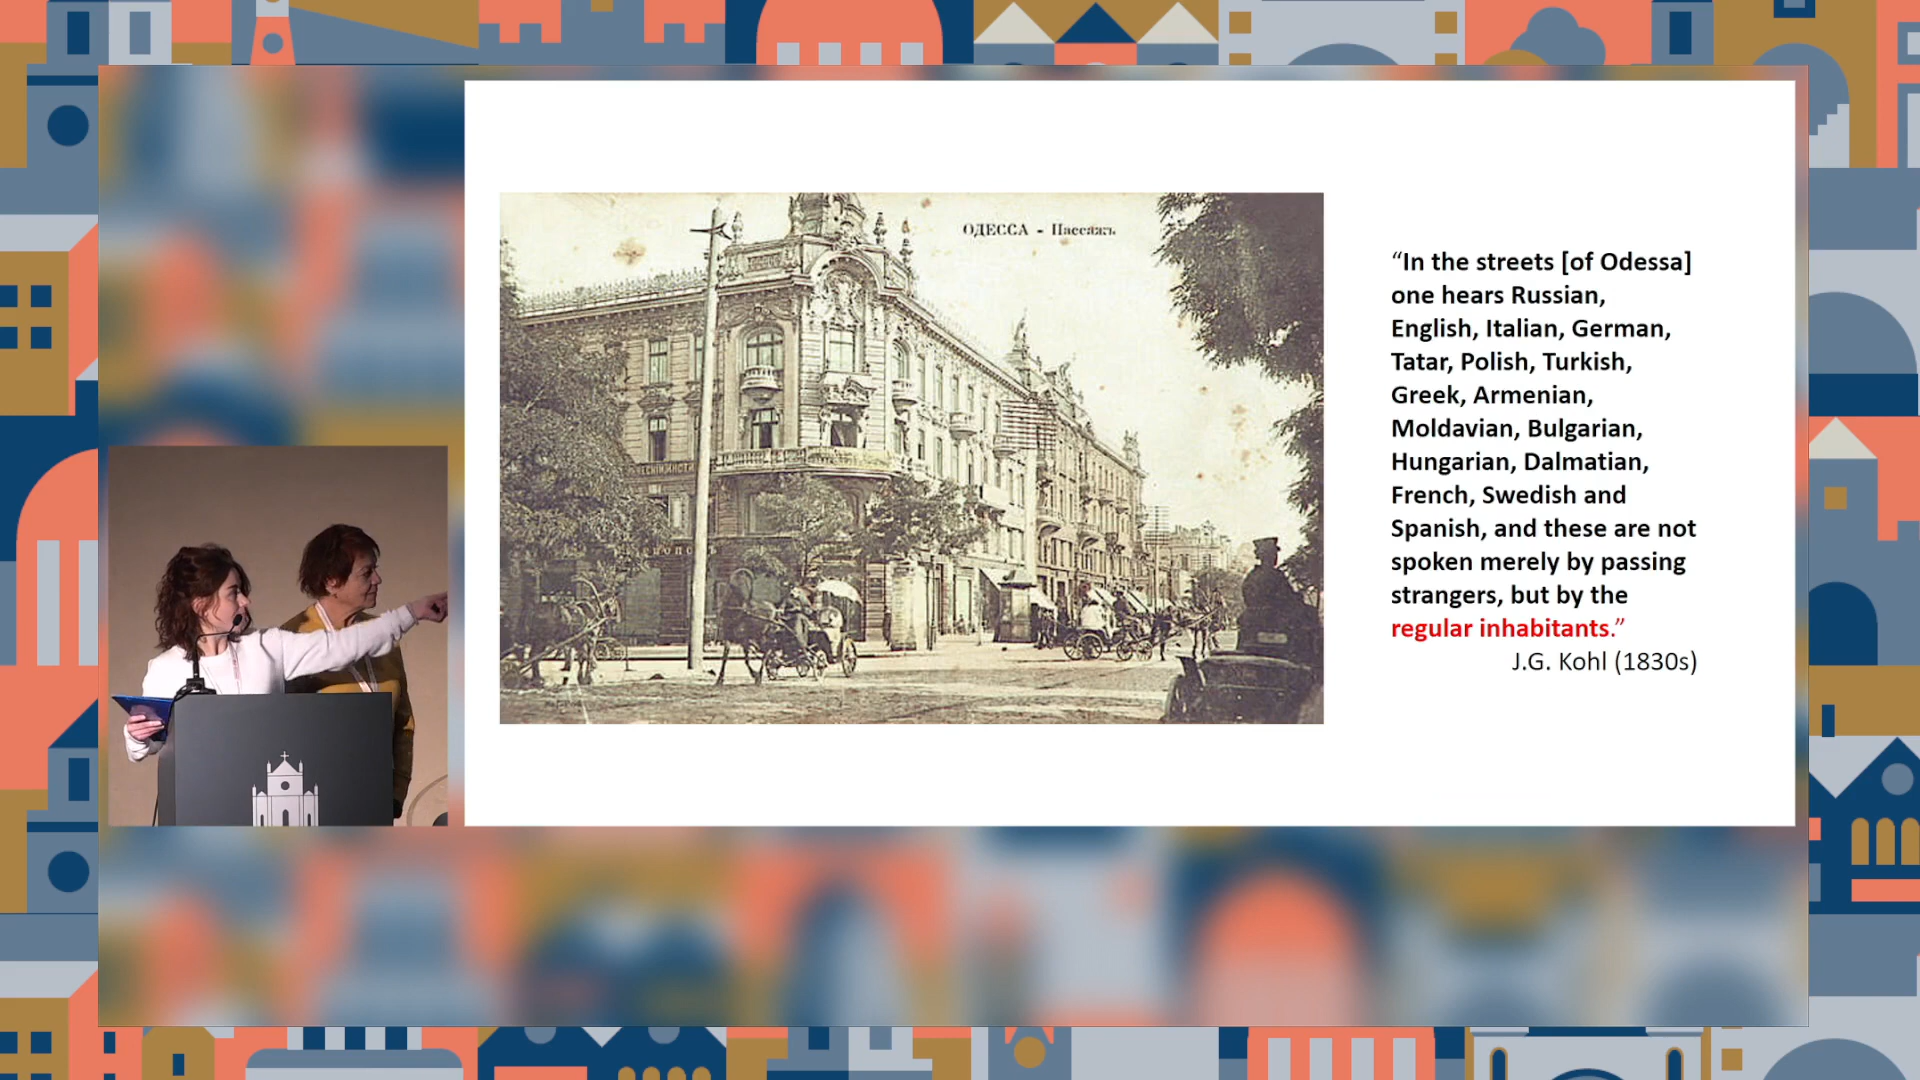 ОДЕССА - Пассажъ
“In the streets [of Odessa]
one hears Russian,
English, Italian, German,
Tatar, Polish, Turkish,
Greek, Armenian,
Moldavian, Bulgarian,
Hungarian, Dalmatian,
French, Swedish and
Spanish, and these are not
spoken merely by passing
strangers, but by the
regular inhabitants.”
J.G. Kohl (1830s)